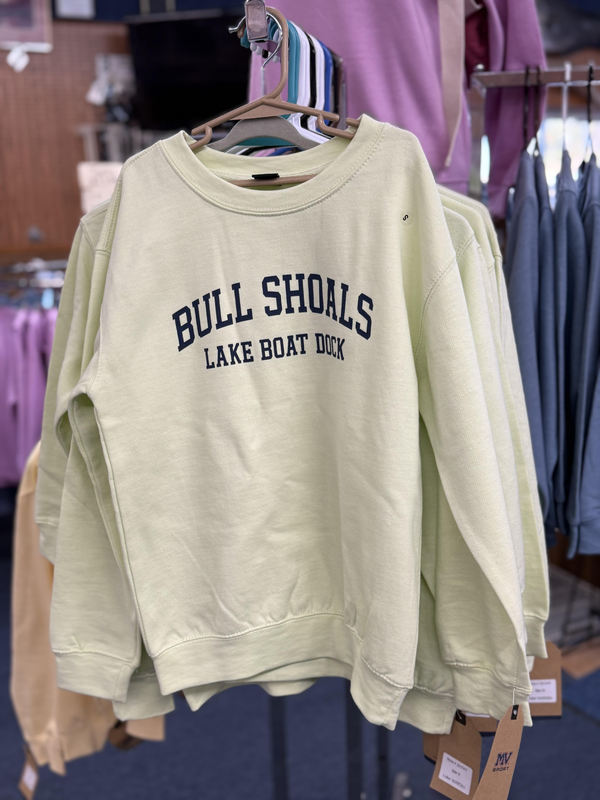 S
BULL SHOALS
LAKE BOAT DOCK
MV
SPORT